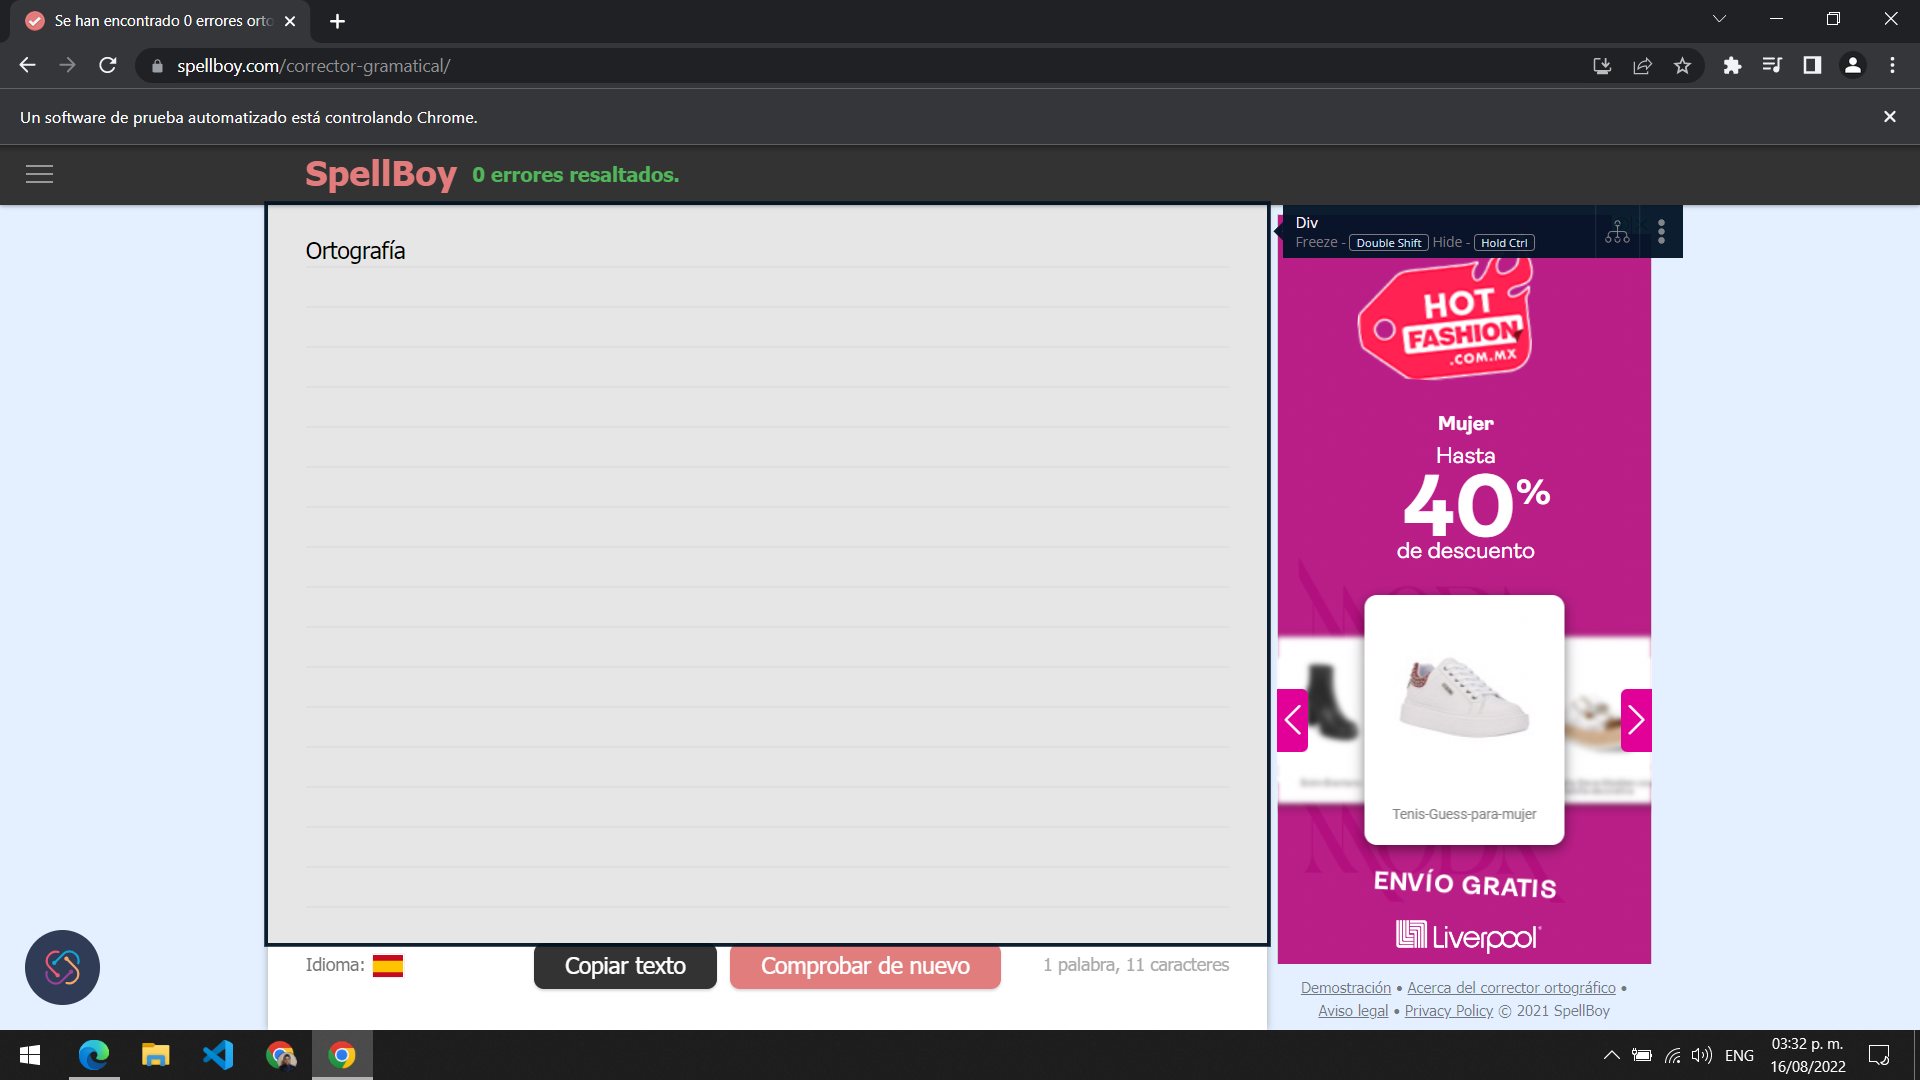 Se han encontrado 0 errores orto
spellboy.com/corrector-gramatical/
Un software de prueba automatizado está controlando Chrome.
SpellBoy 0 errores resaltados.
Ortografía
Div
Freeze - Double Shift Hide - Hold Ctrl
HOT
FASHION
.COM.MX
Mujer
Hasta
40%
de descuento
Tenis-Guess-para-mujer
ENVÍO GRATIS
Liverpool
Idioma:
Copiar texto
Comprobar de nuevo
1 palabra, 11 caracteres
Demostración • Acerca del corrector ortográfico •
Aviso legal • Privacy Policy © 2021 SpellBoy
ENG
03:32 p. m.
16/08/2022